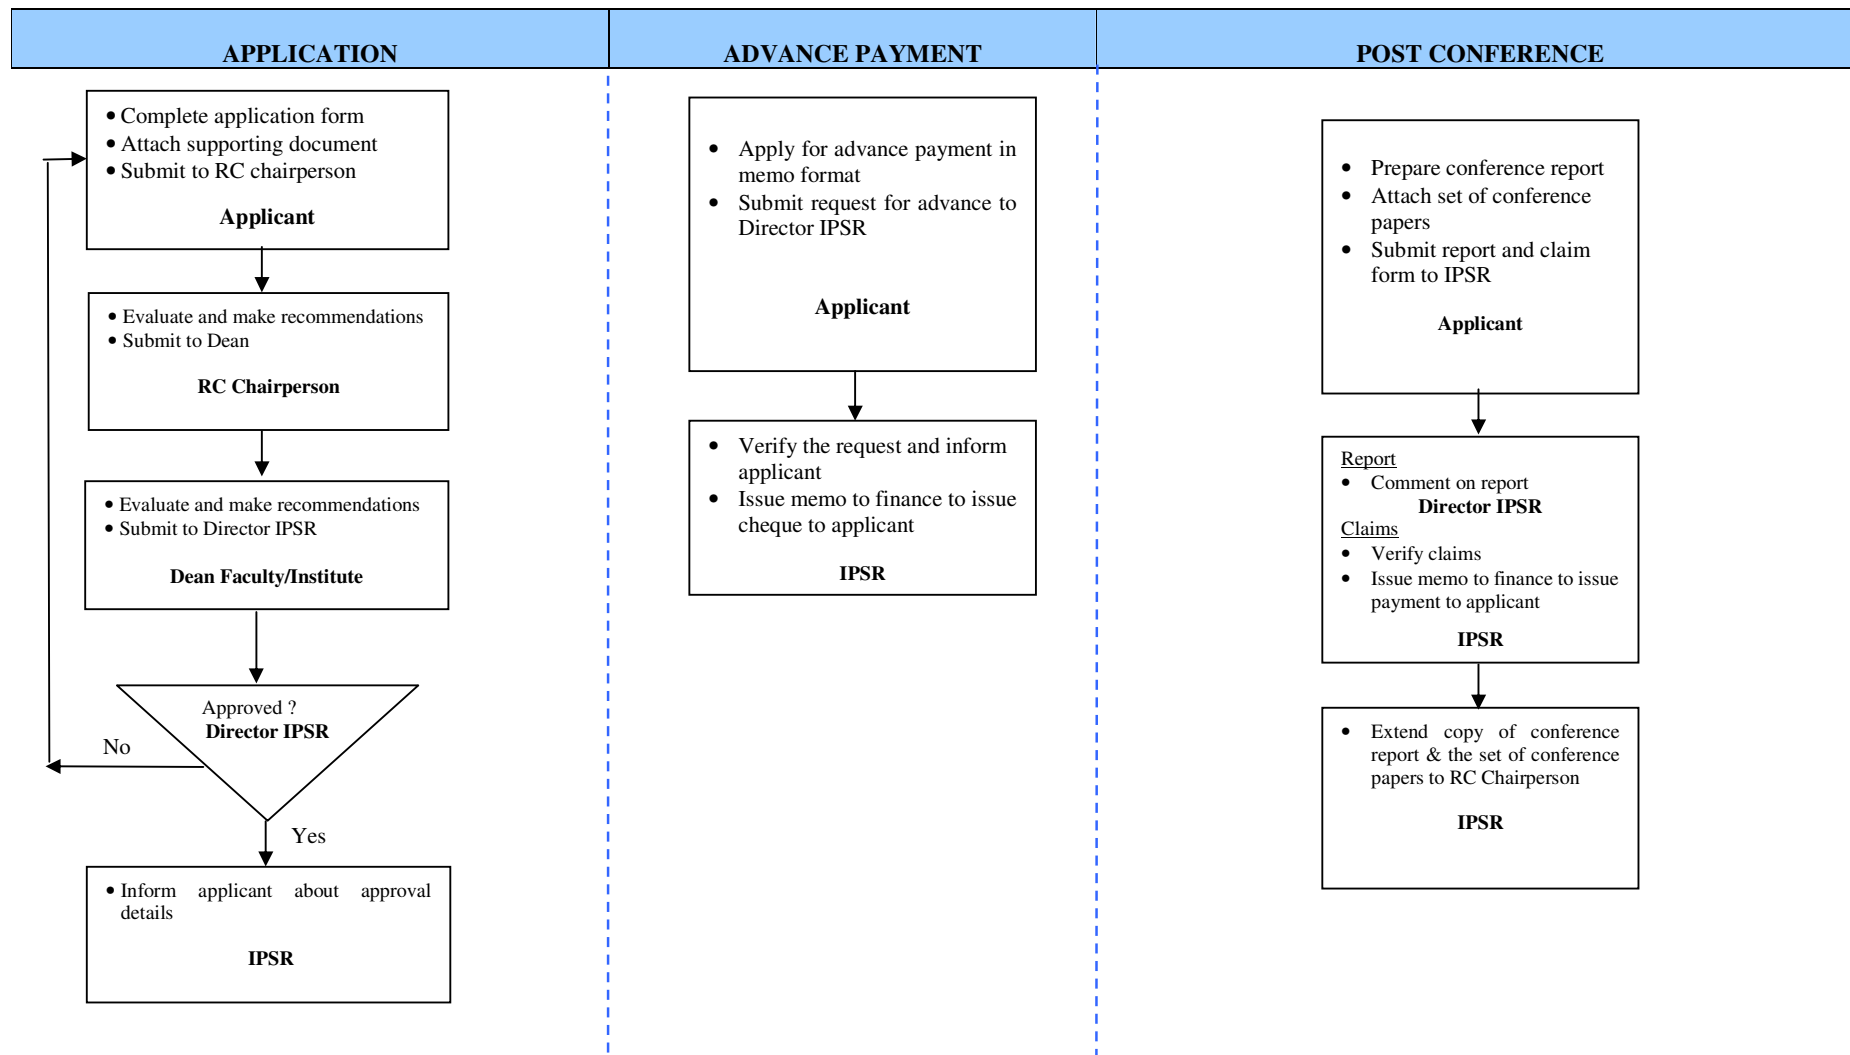 APPLICATION
ADVANCE PAYMENT
POST CONFERENCE
• Complete application form
• Attach supporting document
• Submit to RC chairperson
Applicant
• Evaluate and make recommendations
• Submit to Dean
RC Chairperson
• Evaluate and make recommendations
• Submit to Director IPSR
Dean Faculty/Institute
Approved ?
Director IPSR
No
Yes
• Inform applicant about approval
details
IPSR
• Apply for advance payment in
memo format
• Submit request for advance to
Director IPSR
Applicant
• Verify the request and inform
applicant
• Issue memo to finance to issue
cheque to applicant
IPSR
• Prepare conference report
• Attach set of conference
papers
• Submit report and claim
form to IPSR
Applicant
Report
• Comment on report
Director IPSR
Claims
• Verify claims
• Issue memo to finance to issue
payment to applicant
IPSR
• Extend copy of conference
report & the set of conference
papers to RC Chairperson
IPSR